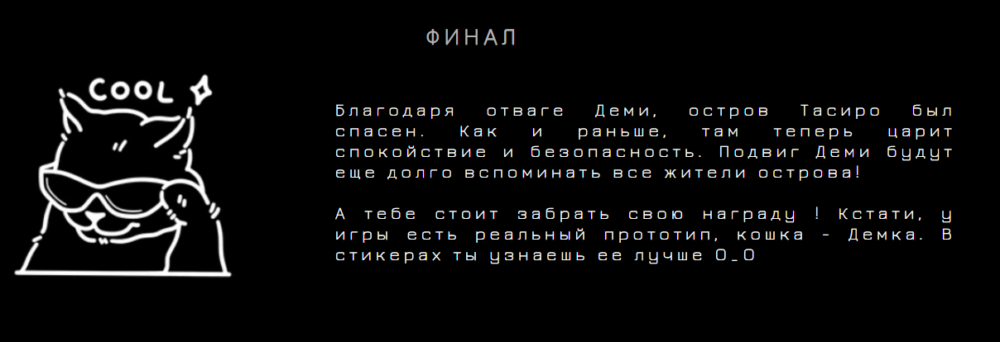 ФИНАЛ
COOL
Благодаря отваге Деми, остров Тасиро был
спасен. Как и раньше, там теперь царит
спокойствие и безопасность. Подвиг Деми будут
еще долго вспоминать все жители острова!
А тебе стоит забрать свою награду ! Кстати, у
игры есть реальный прототип, кошка - Демка. В
стикерах ты узнаешь ее лучше O_O